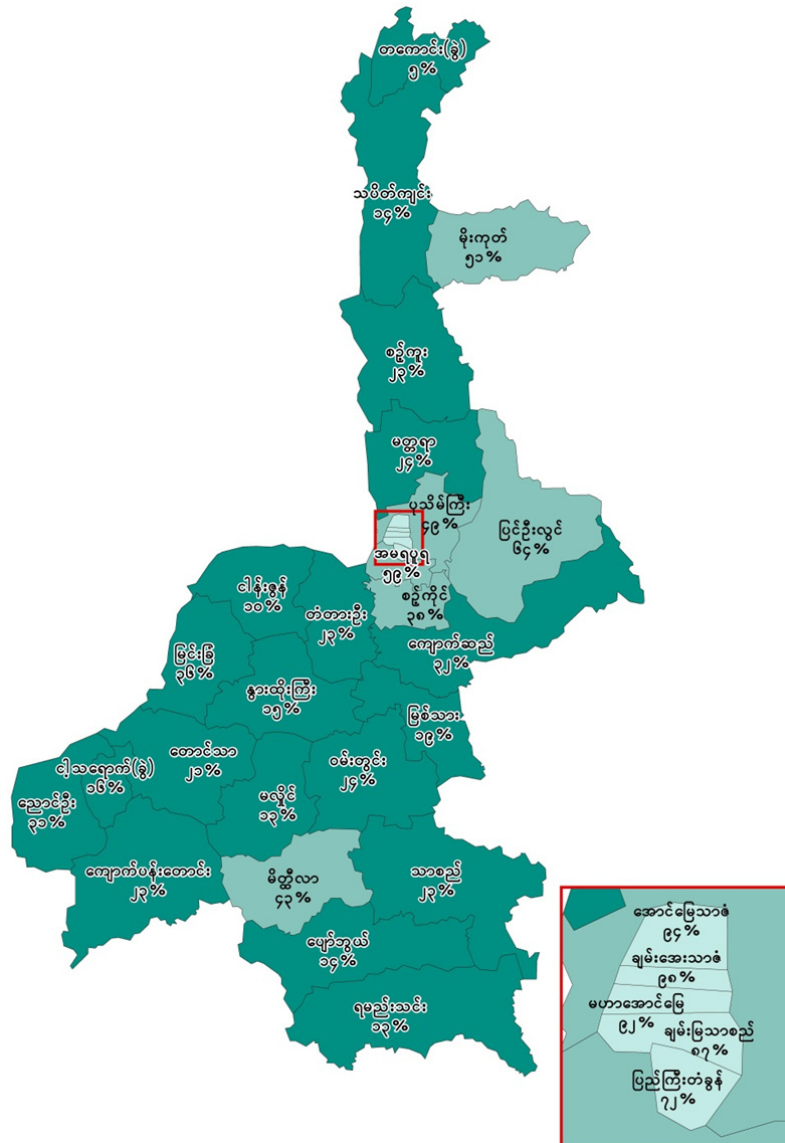 တကောင်း(ခွဲ)
၅%
သပိတ်ကျင်း
၁၄%
မိုးကုတ်
၅၁%
စဉ့်ကူး
၂၃%
မတ္တရာ
၂၄%
ပုသိမ်ကြီး
၄၉%
ပြင်ဦးလွင်
၆၄%
အမရပူရ
၅၉%
ငါန်းဇွန်
၁၀%
တံတားဦး
၂၃%
စဉ့်ကိုင်
၃၈%
ကျောက်ဆည်
၃၂%
မြင်းခြံ
၃၆%
နွားထိုးကြီး
၁၅%
မြစ်သား
၁၉%
တောင်သာ
၂၁%
ဝမ်းတွင်း
၂၄%
ငါ့သရောက်(ခွဲ)
၁၆%
မလှိုင်
၁၃%
ညောင်ဦး
၃၁%
ကျောက်ပန်းတောင်း
၂၃%
မိတ္ထီလာ
၄၃%
သာစည်
၂၃%
ပျော်ဘွယ်
၁၄%
ရမည်းသင်း
၁၃%
အောင်မြေသာဇံ
၉၄%
ချမ်းအေးသာဇံ
၉၈%
မဟာအောင်မြေ
၉၂%
ချမ်းမြသာစည်
၈၇%
ပြည်ကြီးတံခွန်
၇၂%